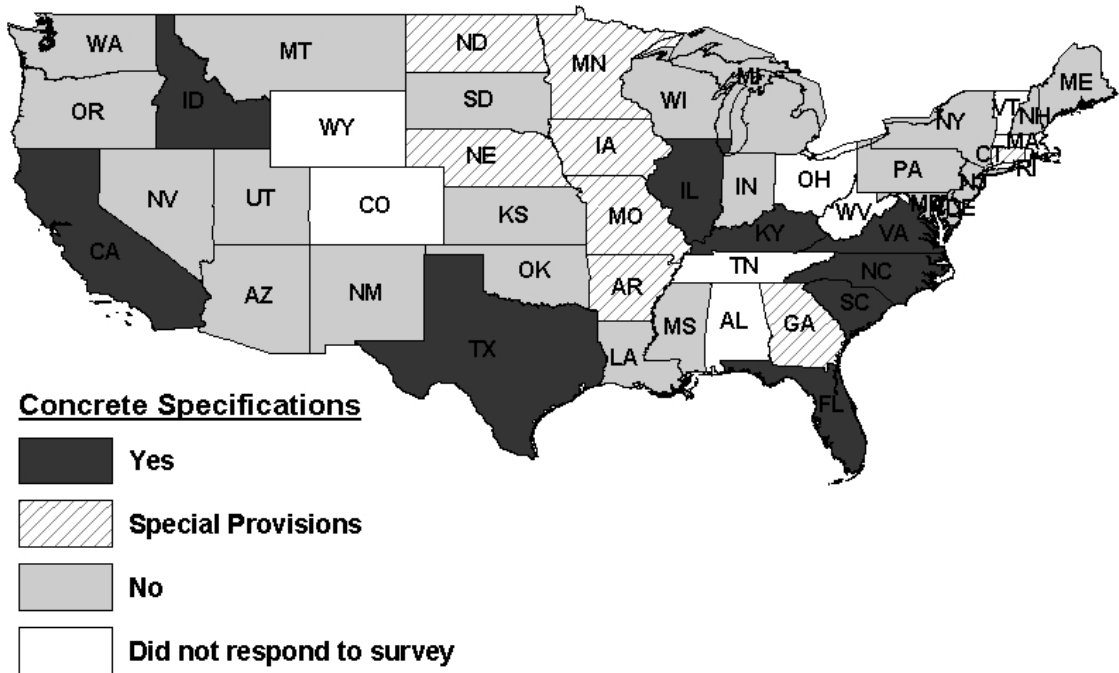 WA
MT
ND
MN
ME
OR
ID
SD
WI
MI
VT
NH
NY
WY
MA
NE
IA
CT
RI
NV
UT
CO
KS
MO
IL
IN
OH
PA
NJ
WV
DE
CA
KY
VA
AZ
NM
OK
AR
TN
NC
SC
TX
LA
MS
AL
GA
FL
Concrete Specifications
Yes
Special Provisions
No
Did not respond to survey